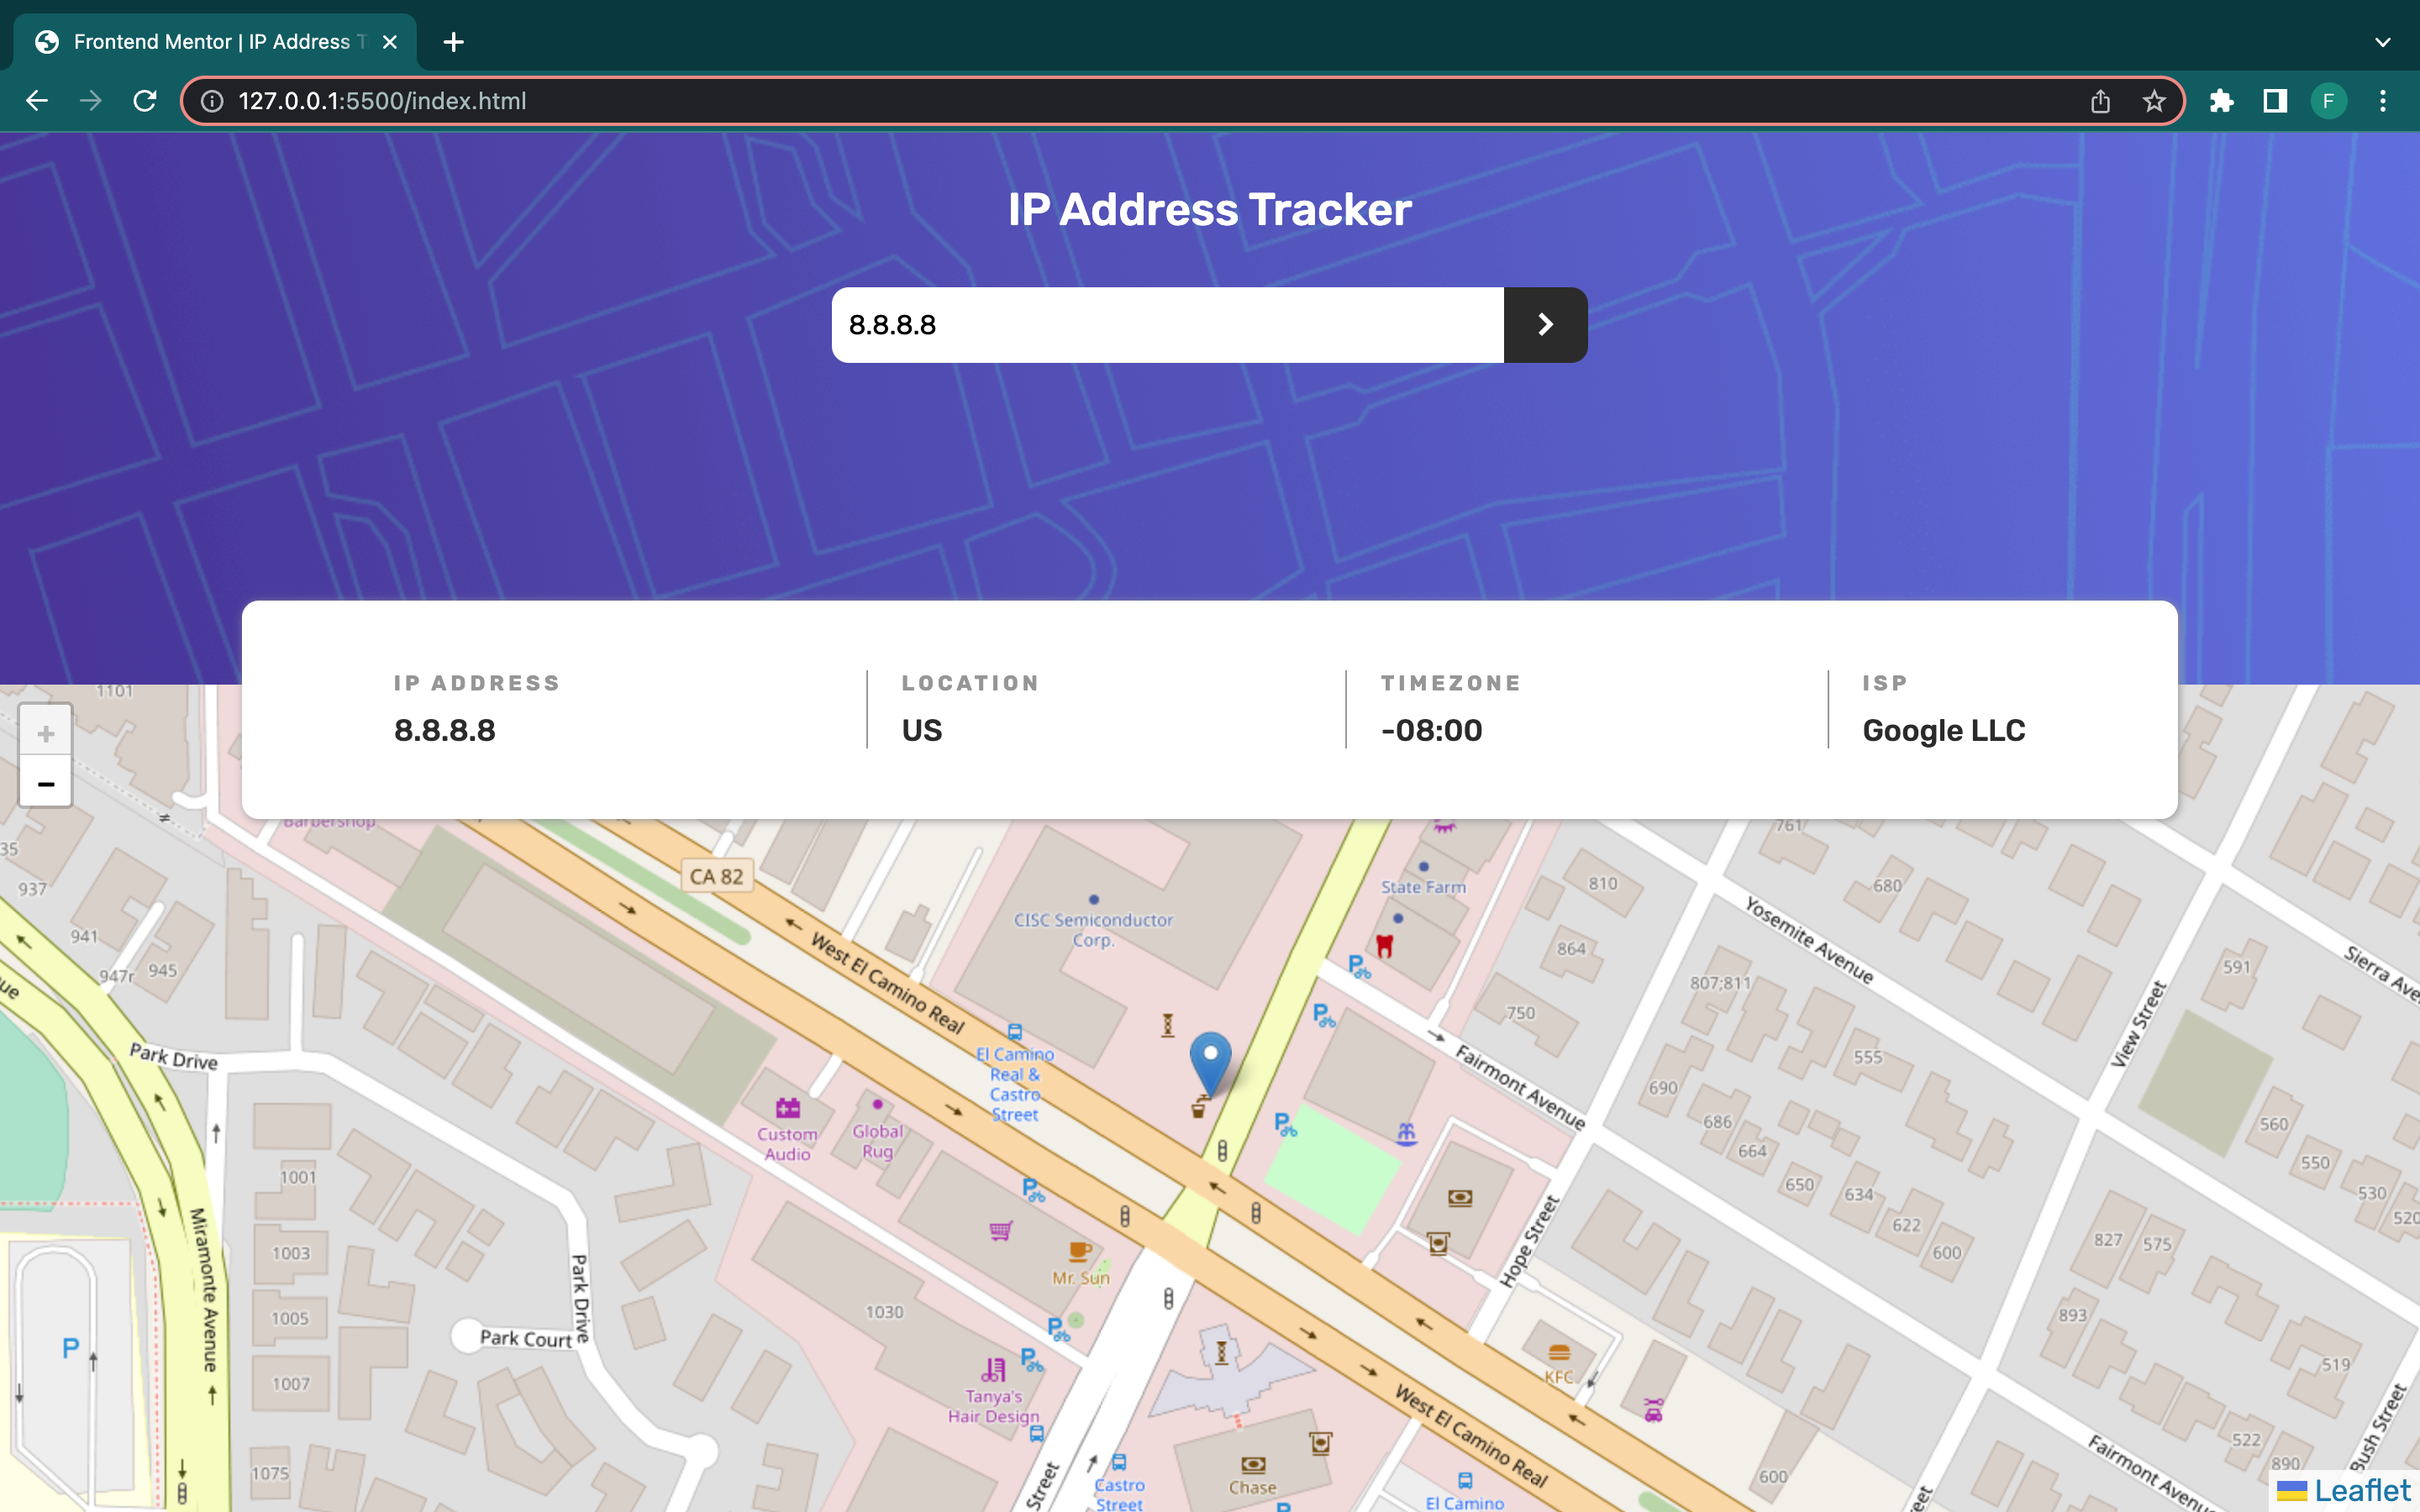 Frontend Mentor | IP Address T
127.0.0.1:5500/index.html
IP Address Tracker
8.8.8.8
IP ADDRESS
8.8.8.8
LOCATION
US
TIMEZONE
-08:00
ISP
Google LLC
F
+
−
1101
Barbershop
761
35
937
CA 82
State Farm
810
680
CISC Semiconductor
Corp.
Yosemite Avenue
941
947r
945
West El Camino Real
864
807;811
591
Sierra Ave
ue
750
View Street
Park Drive
El Camino
Real &
Castro
Street
Fairmont Avenue
555
690
686
664
560
550
Custom
Audio
Global
Rug
1001
650
634
530
520
622
600
Miramonte Avenue
1003
Park Drive
Mr. Sun
Hope Street
827
575
1005
1030
893
P
Park Court
KFC
519
1007
Tanya's
Hair Design
West El Camino Real
Bush Street
1075
Street
Castro
Street
Chase
El Camino
600
Fairmont Avenue
522
890
reet
Leaflet